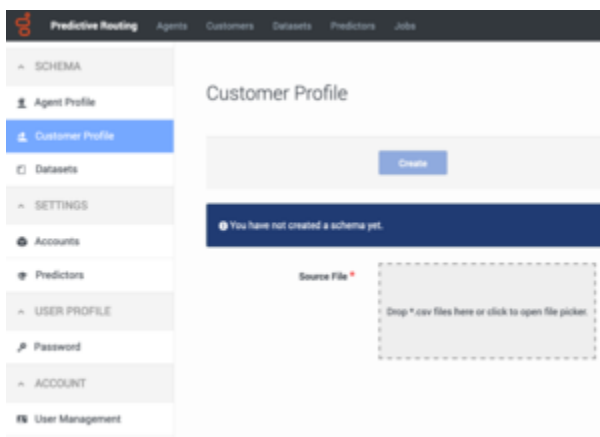 Predictive Routing Agents Customers Datasets Predictors Jobs
SCHEMA
Agent Profile
Customer Profile
Datasets
SETTINGS
Accounts
Predictors
USER PROFILE
Password
ACCOUNT
User Management
Customer Profile
Create
You have not created a schema yet.
Source File *
Drop *.csv files here or click to open file picker.